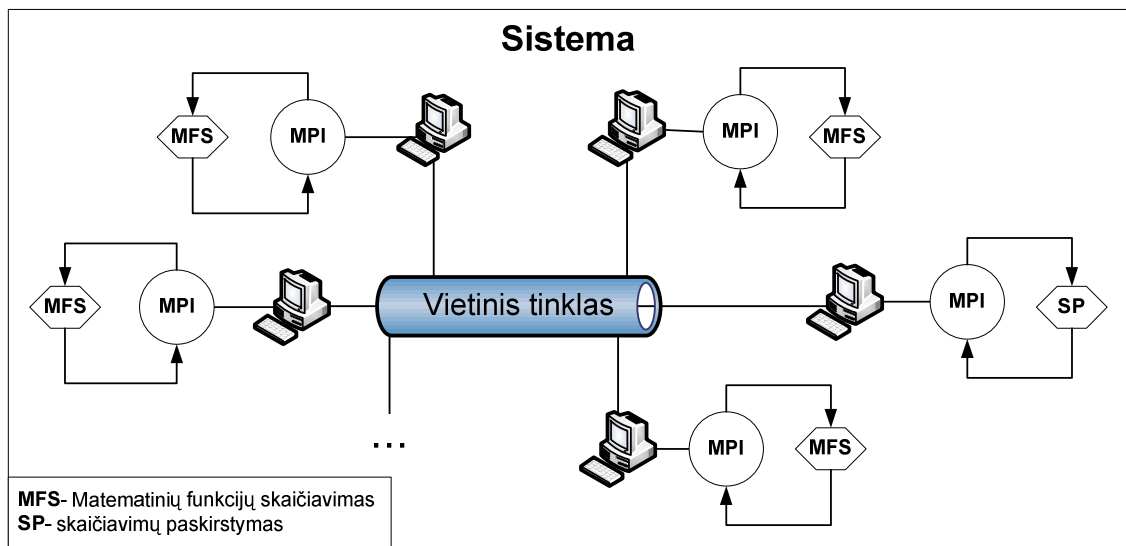 Sistema
MFS
MPI
MPI
MFS
MFS
MPI
Vietinis tinklas
MPI
SP
...
MPI
MFS
MFS- Matematinių funkcijų skaičiavimas
SP- skaičiavimų paskirstymas